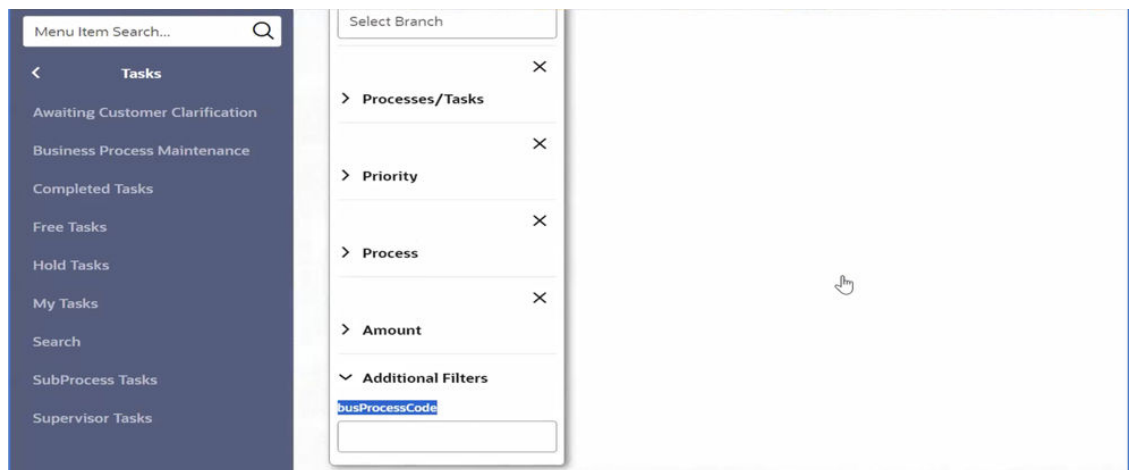 Menu Item Search...
Tasks
Awaiting Customer Clarification
Business Process Maintenance
Completed Tasks
Free Tasks
Hold Tasks
My Tasks
Search
SubProcess Tasks
Supervisor Tasks
Select Branch
Processes/Tasks
Priority
Process
Amount
Additional Filters
busProcessCode